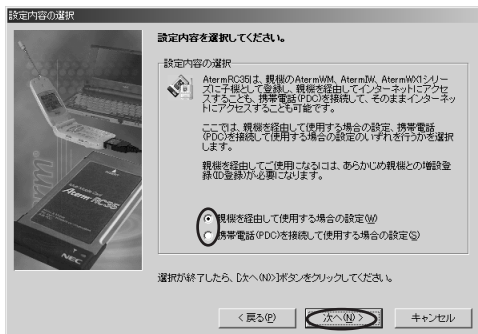 設定内容の選択
設定内容を選択してください。
設定内容の選択
AtermRC35は、親機のAtermWM、AtermIW、AtermWX1シリー
ズに子機として登録し、親機を経由してインターネットにアクセ
スすることも、携帯電話(PDC)を接続して、そのままインターネッ
トにアクセスすることも可能です。
ここでは、親機を経由して使用する場合の設定、携帯電話
(PDC)を接続して使用する場合の設定のいずれを行うかを選択
します。
親機を経由してご使用になるには、あらかじめ親機との増設登
録(ID登録)が必要になります。
親機を経由して使用する場合の設定(W)
携帯電話(PDC)を接続して使用する場合の設定(S)
選択が終了したら、[次へ(N)>]ボタンをクリックしてください。
< 戻る(P)
次へ(N) >
キャンセル
Aterm RC35
NEC